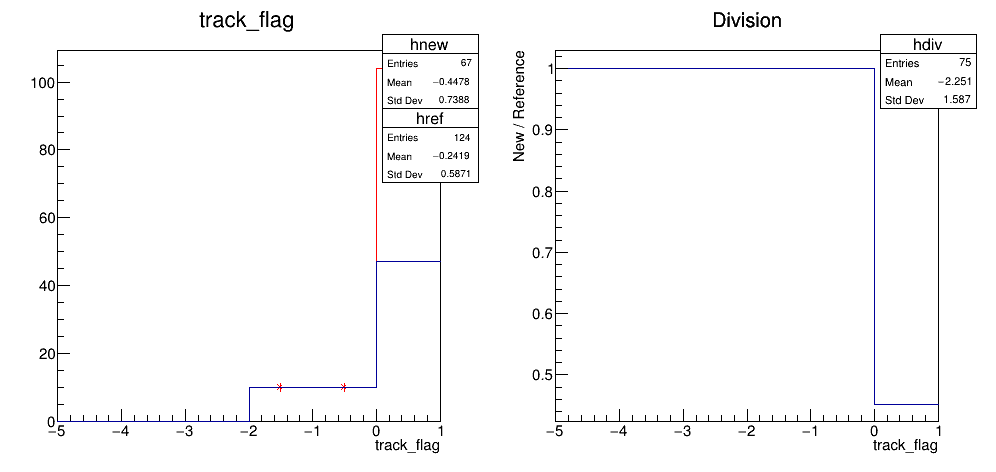 track_flag
hnew
Entries 67
Mean −0.4478
Std Dev 0.7388
href
Entries 124
Mean −0.2419
Std Dev 0.5871
100
80
60
40
20
0
−5 −4 −3 −2 −1 0 1
track_flag
Division
hdiv
Entries 75
Mean −2.251
Std Dev 1.587
New / Reference
1
0.9
0.8
0.7
0.6
0.5
−5 −4 −3 −2 −1 0 1
track_flag